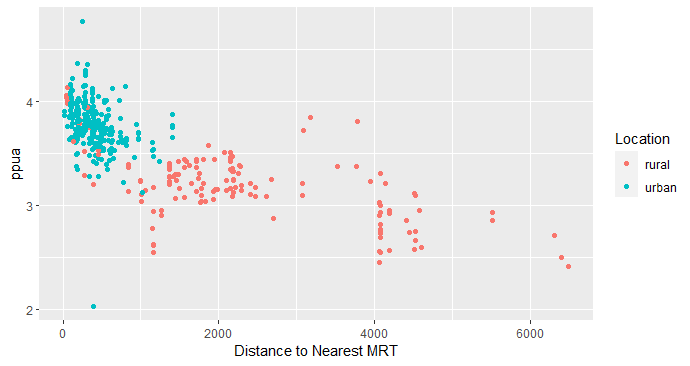 ppua
4
3
2
0
2000
4000
6000
Distance to Nearest MRT
Location
rural
urban